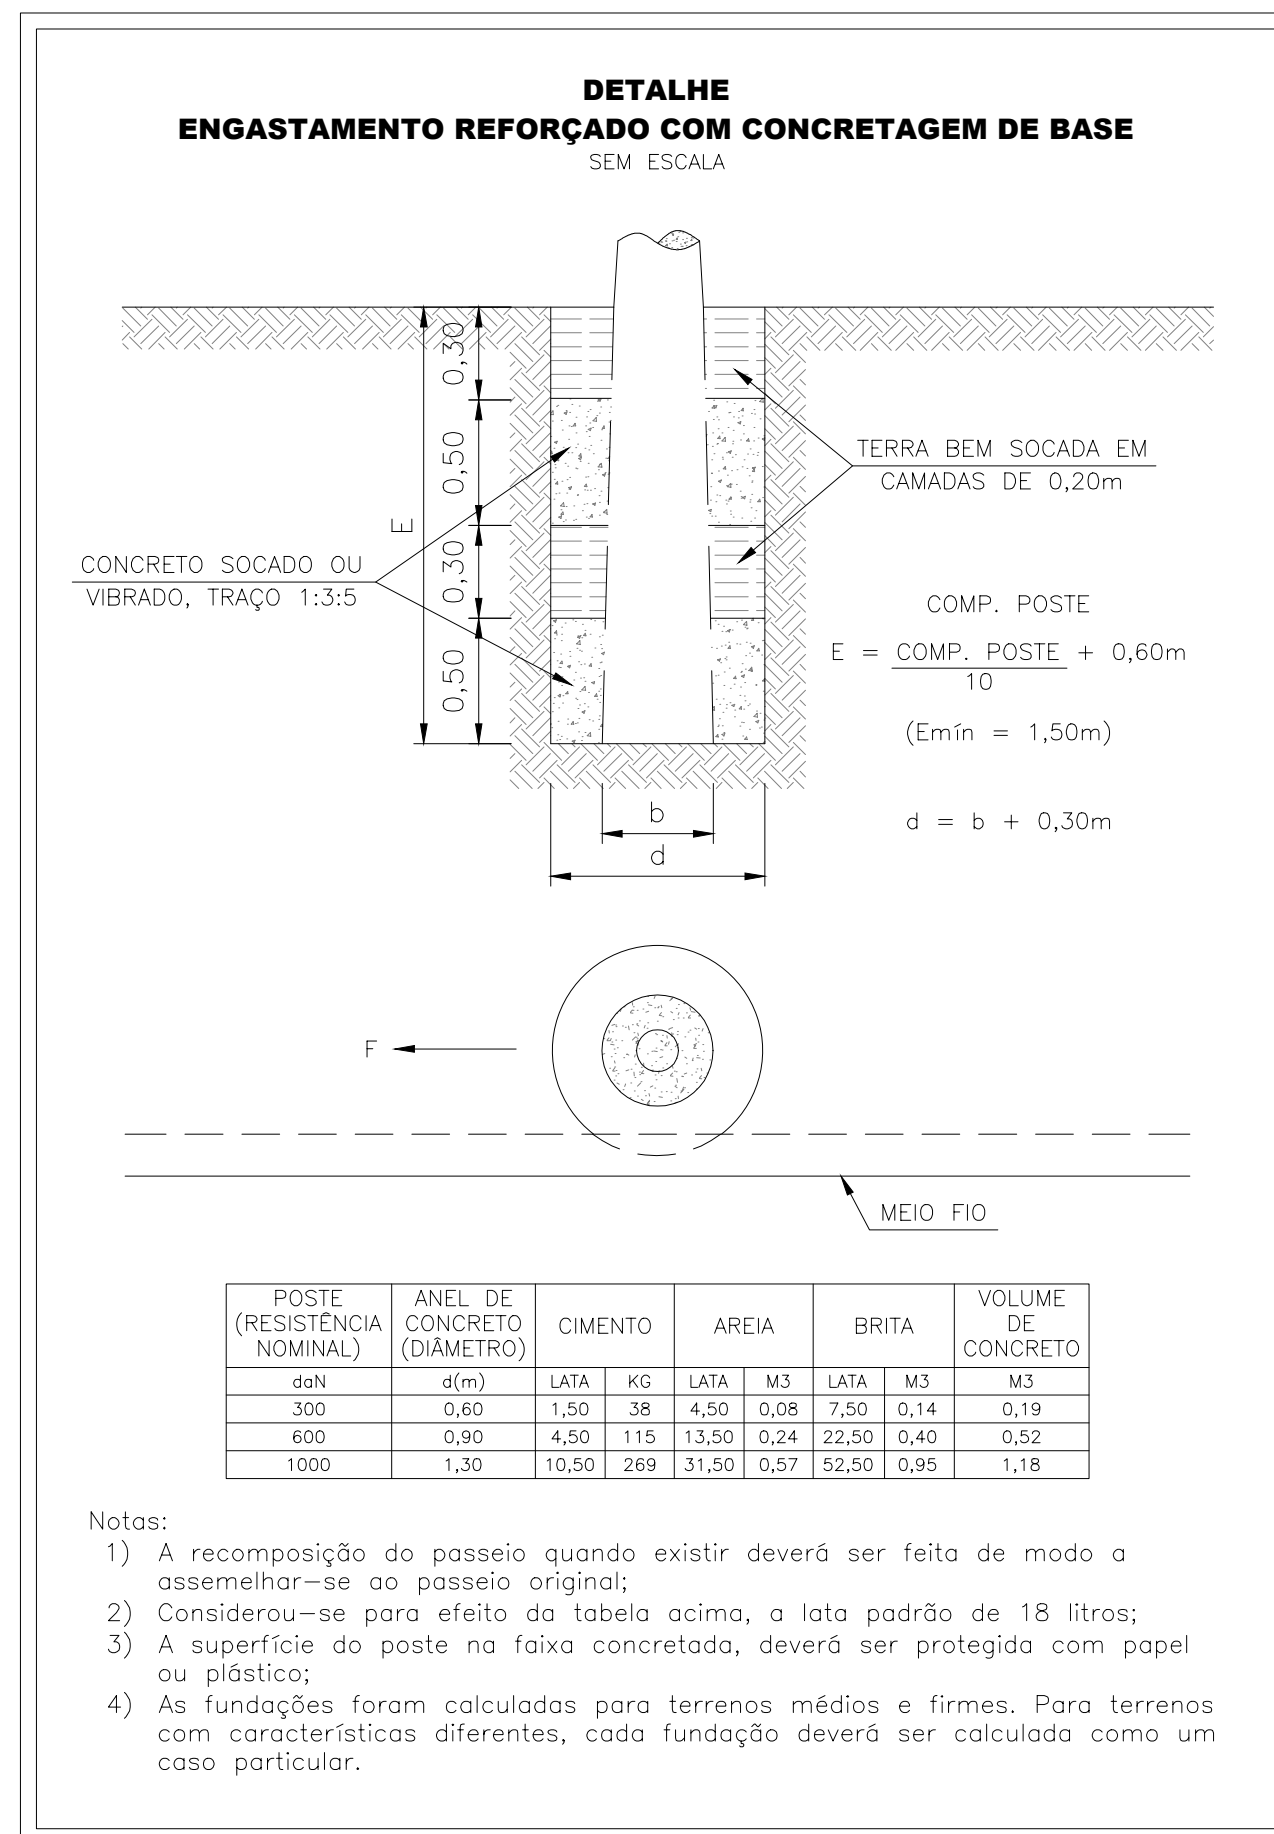 DETALHE
ENGASTAMENTO REFORÇADO COM CONCRETAGEM DE BASE
SEM ESCALA
0,30
0,50
0,30
0,50
E
TERRA BEM SOCADA EM
CAMADAS DE 0,20m
CONCRETO SOCADO OU
VIBRADO, TRAÇO 1:3:5
COMP. POSTE
E = COMP. POSTE + 0,60m
10
(Emín = 1,50m)
d = b + 0,30m
b
d
F
MEIO FIO
POSTE (RESISTÊNCIA NOMINAL) ANEL DE CONCRETO (DIÂMETRO) CIMENTO AREIA BRITA VOLUME DE CONCRETO
daN d(m) LATA KG LATA M3 LATA M3 M3
300 0,60 1,50 38 4,50 0,08 7,50 0,14 0,19
600 0,90 4,50 115 13,50 0,24 22,50 0,40 0,52
1000 1,30 10,50 269 31,50 0,57 52,50 0,95 1,18
Notas:
1) A recomposição do passeio quando existir deverá ser feita de modo a
assemelhar-se ao passeio original;
2) Considerou-se para efeito da tabela acima, a lata padrão de 18 litros;
3) A superfície do poste na faixa concretada, deverá ser protegida com papel
ou plástico;
4) As fundações foram calculadas para terrenos médios e firmes. Para terrenos
com características diferentes, cada fundação deverá ser calculada como um
caso particular.